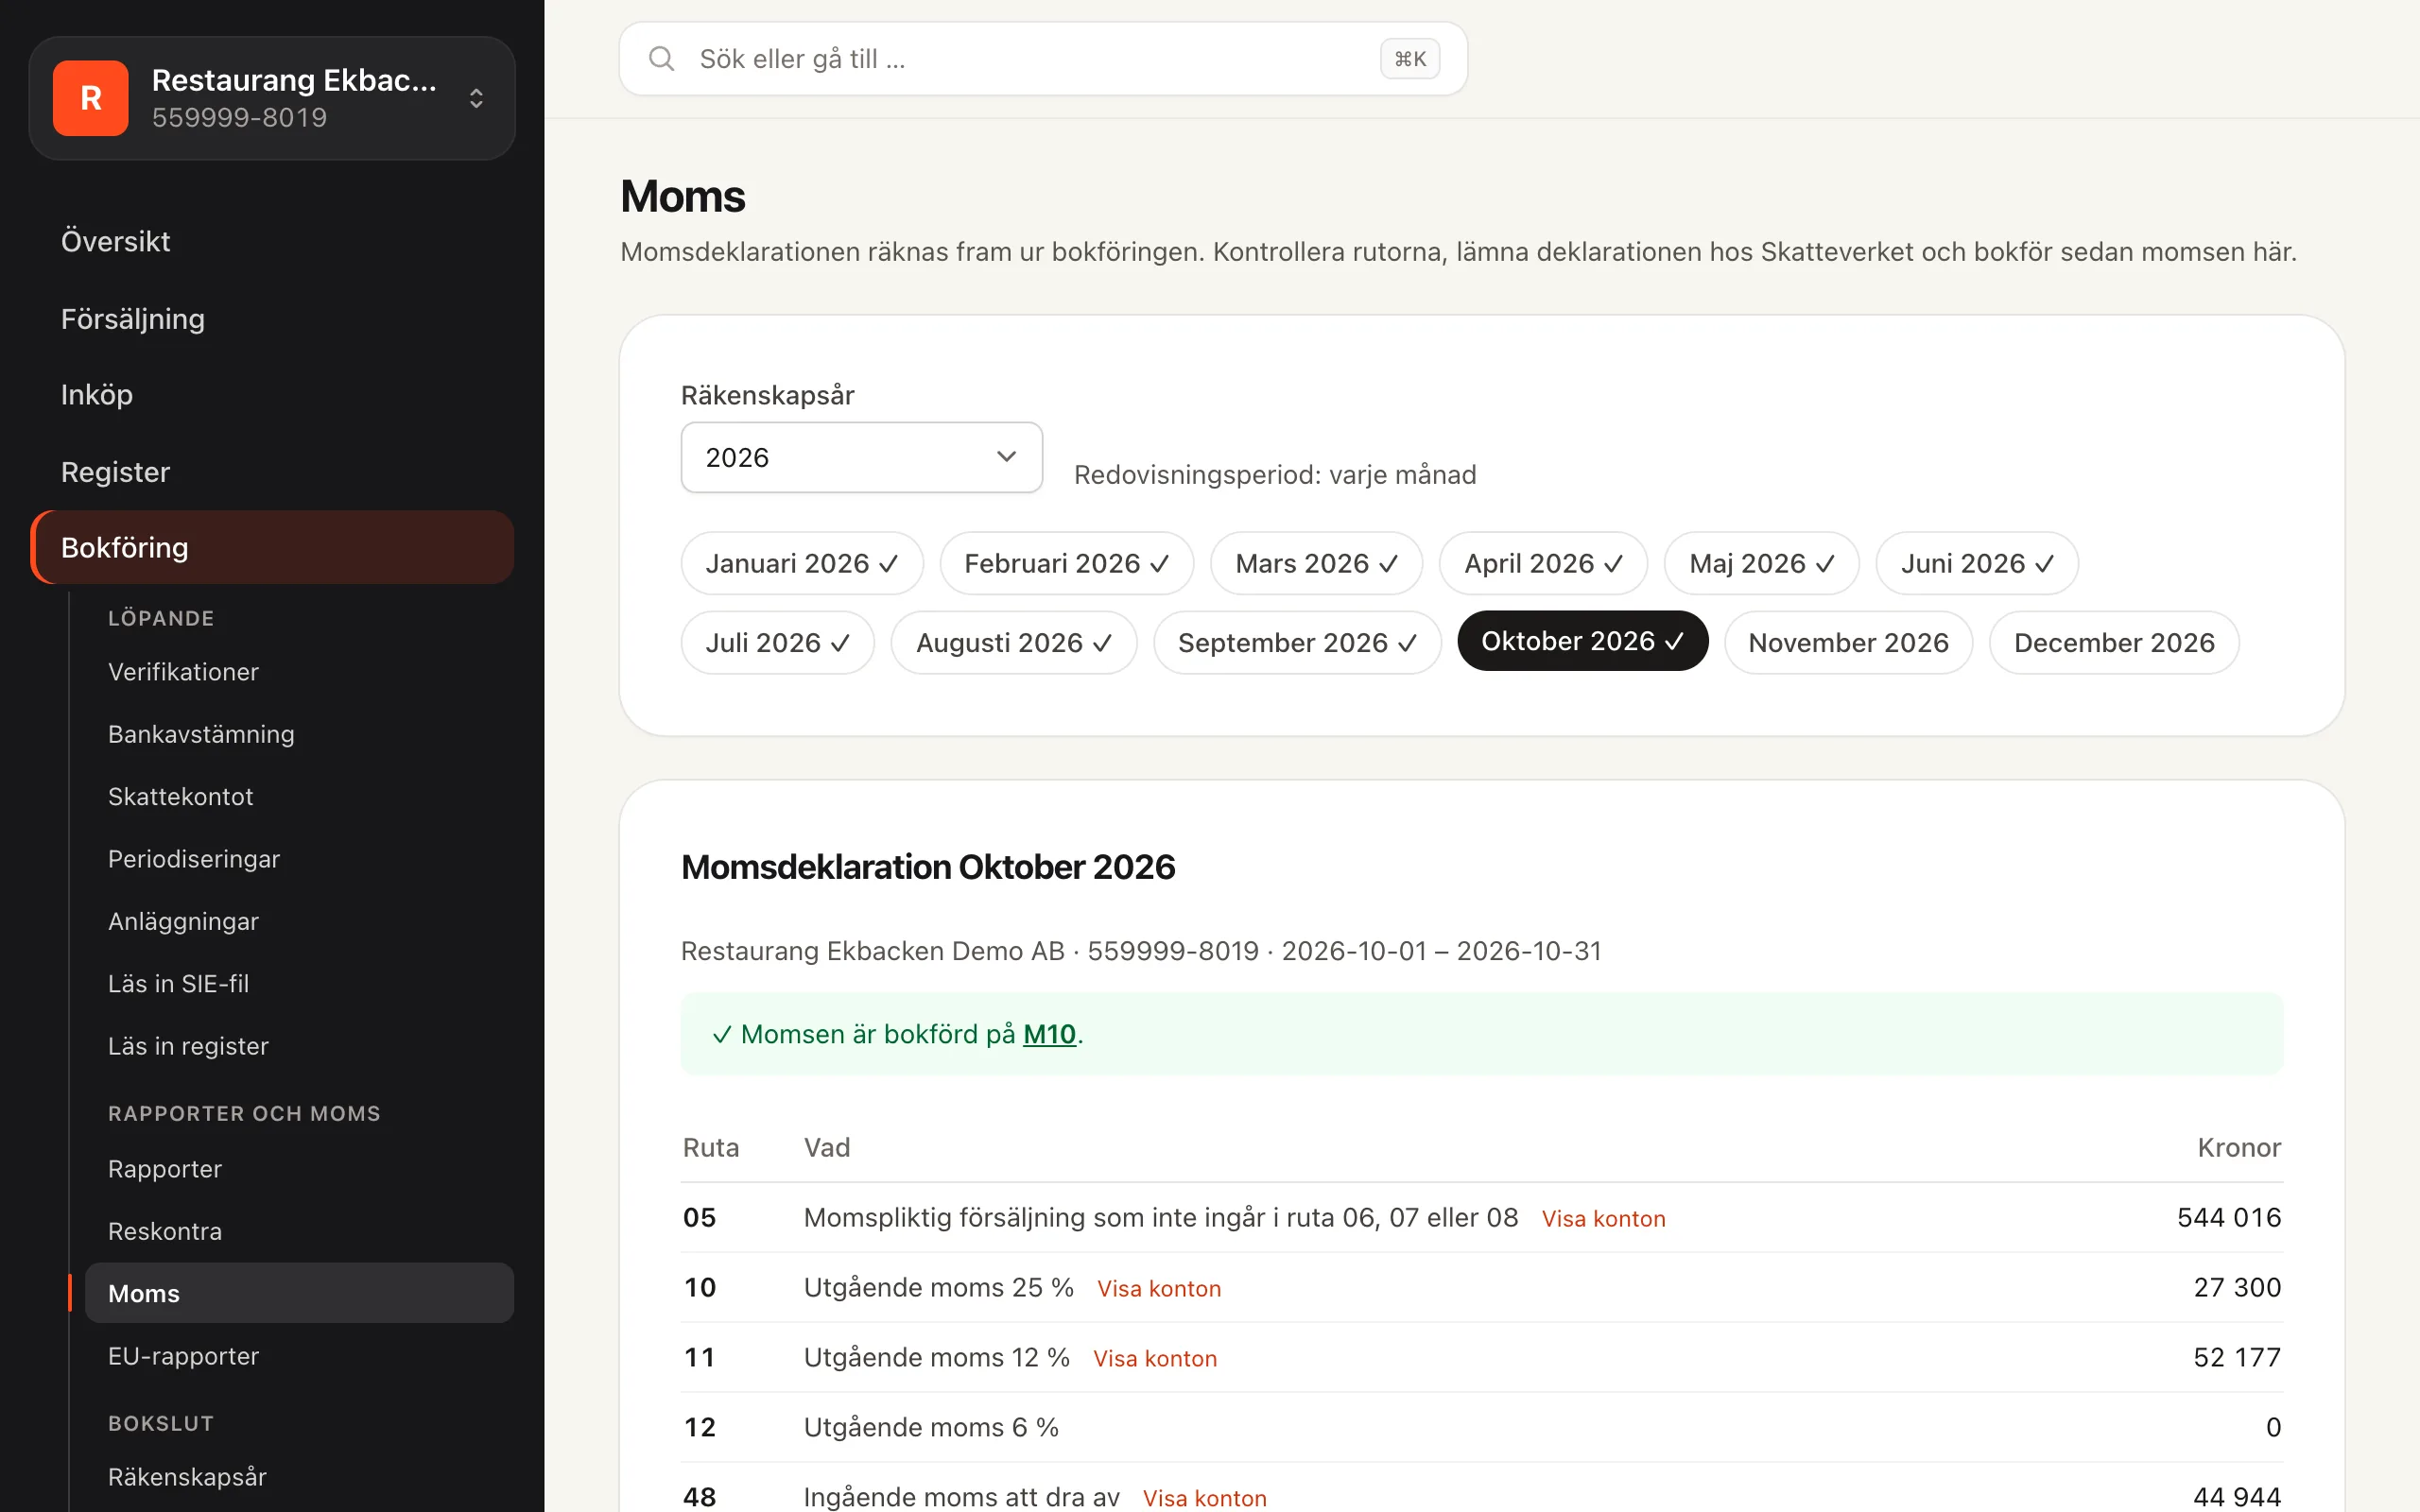 R
Restaurang Ekbac...
559999-8019
Översikt
Försäljning
Inköp
Register
Bokföring
LÖPANDE
Verifikationer
Bankavstämning
Skattekontot
Periodiseringar
Anläggningar
Läs in SIE-fil
Läs in register
RAPPORTER OCH MOMS
Rapporter
Reskontra
Moms
EU-rapporter
BOKSLUT
Räkenskapsår
Sök eller gå till ...
⌘K
Moms
Momsdeklarationen räknas fram ur bokföringen. Kontrollera rutorna, lämna deklarationen hos Skatteverket och bokför sedan momsen här.
Räkenskapsår
2026
Redovisningsperiod: varje månad
Januari 2026 ✓ Februari 2026 ✓ Mars 2026 ✓ April 2026 ✓ Maj 2026 ✓ Juni 2026 ✓
Juli 2026 ✓ Augusti 2026 ✓ September 2026 ✓ Oktober 2026 ✓ November 2026 December 2026
Momsdeklaration Oktober 2026
Restaurang Ekbacken Demo AB · 559999-8019 · 2026-10-01 – 2026-10-31
✓ Momsen är bokförd på M10.
Ruta Vad Kronor
05 Momspliktig försäljning som inte ingår i ruta 06, 07 eller 08 Visa konton 544 016
10 Utgående moms 25 % Visa konton 27 300
11 Utgående moms 12 % Visa konton 52 177
12 Utgående moms 6 % 0
48 Ingående moms att dra av Visa konton 44 944